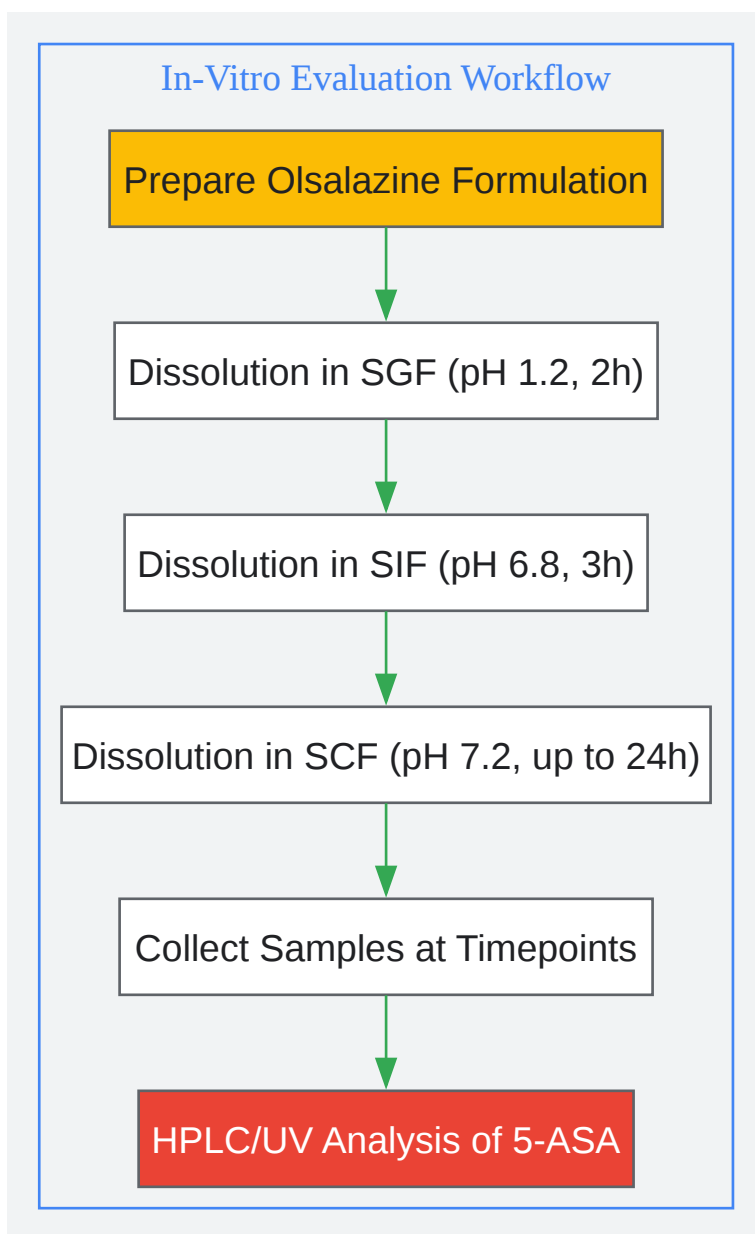 In-Vitro Evaluation Workflow
Prepare Olsalazine Formulation
Dissolution in SGF (pH 1.2, 2h)
Dissolution in SIF (pH 6.8, 3h)
Dissolution in SCF (pH 7.2, up to 24h)
Collect Samples at Timepoints
HPLC/UV Analysis of 5-ASA